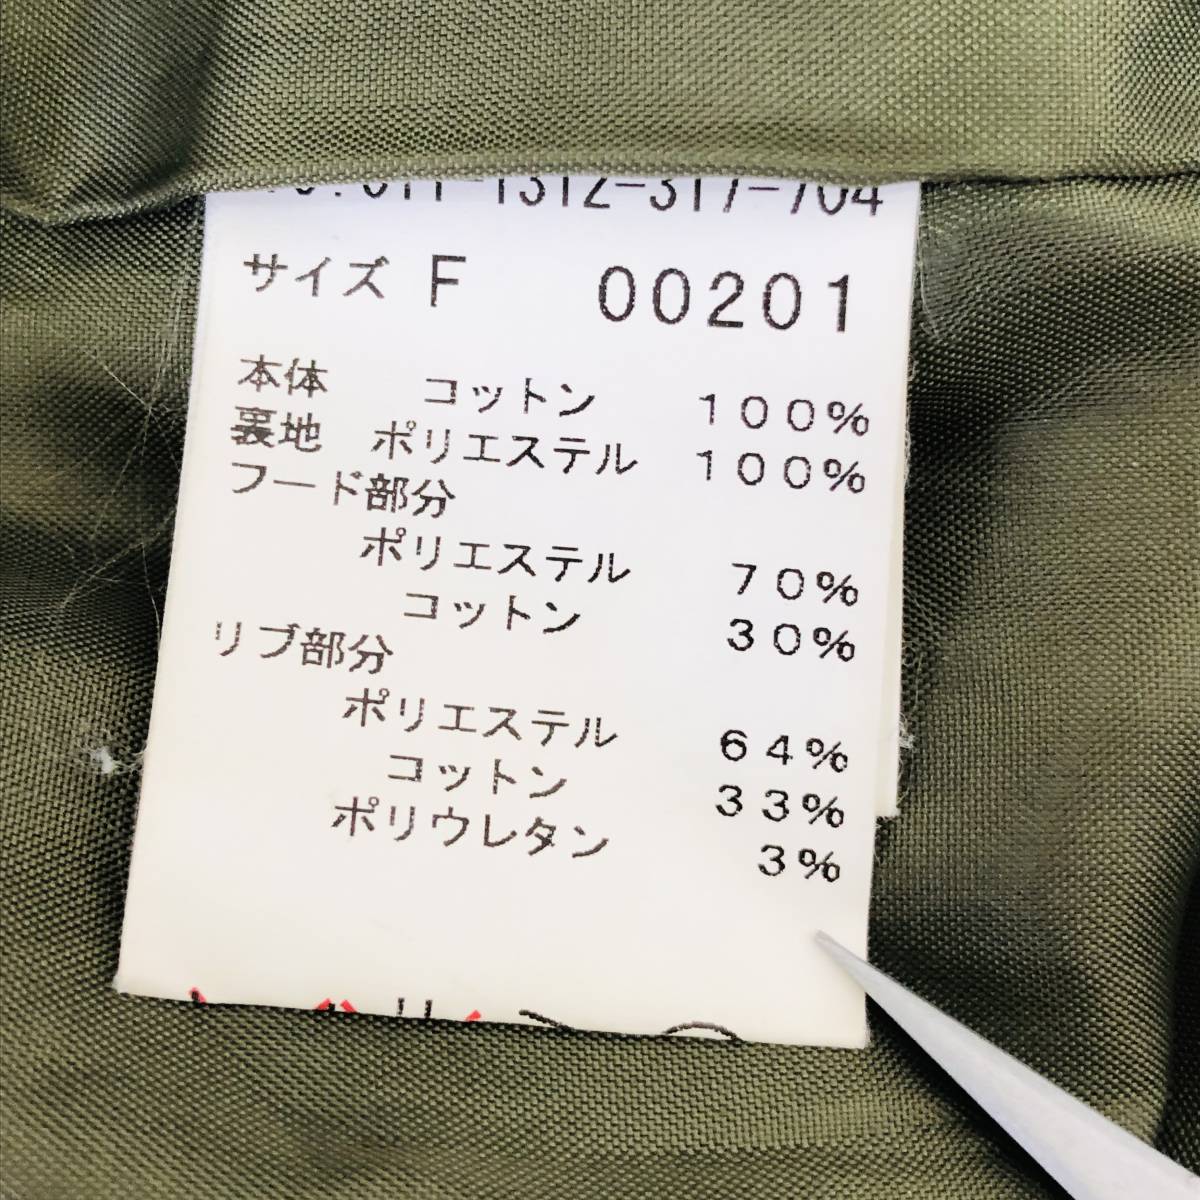 1312-317-704
サイズ F 00201
本体 コットン 100%
裏地 ポリエステル 100%
フード部分
ポリエステル 70%
コットン 30%
リブ部分
ポリエステル 64%
コットン 33%
ポリウレタン 3%